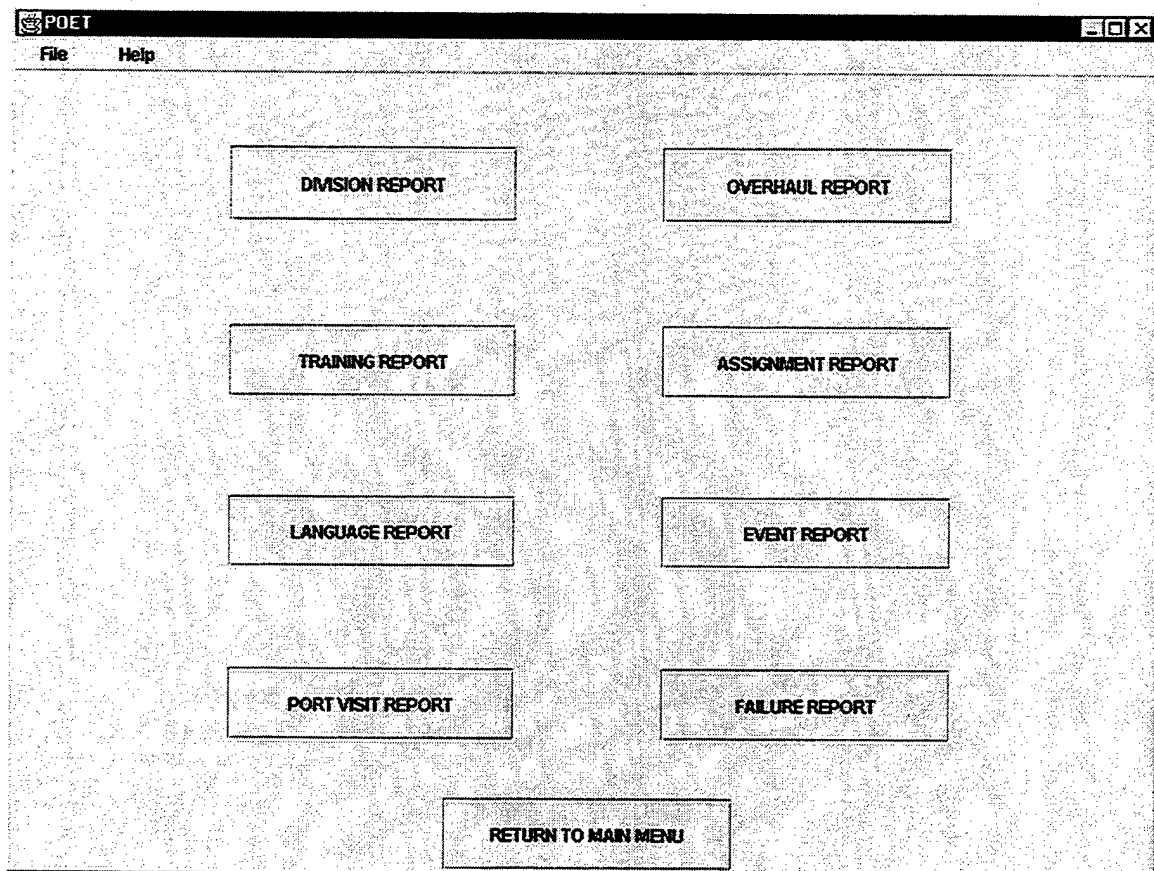 POET
File Help
DIVISION REPORT
OVERHAUL REPORT
TRAINING REPORT
ASSIGNMENT REPORT
LANGUAGE REPORT
EVENT REPORT
PORT VISIT REPORT
FAILURE REPORT
RETURN TO MAIN MENU